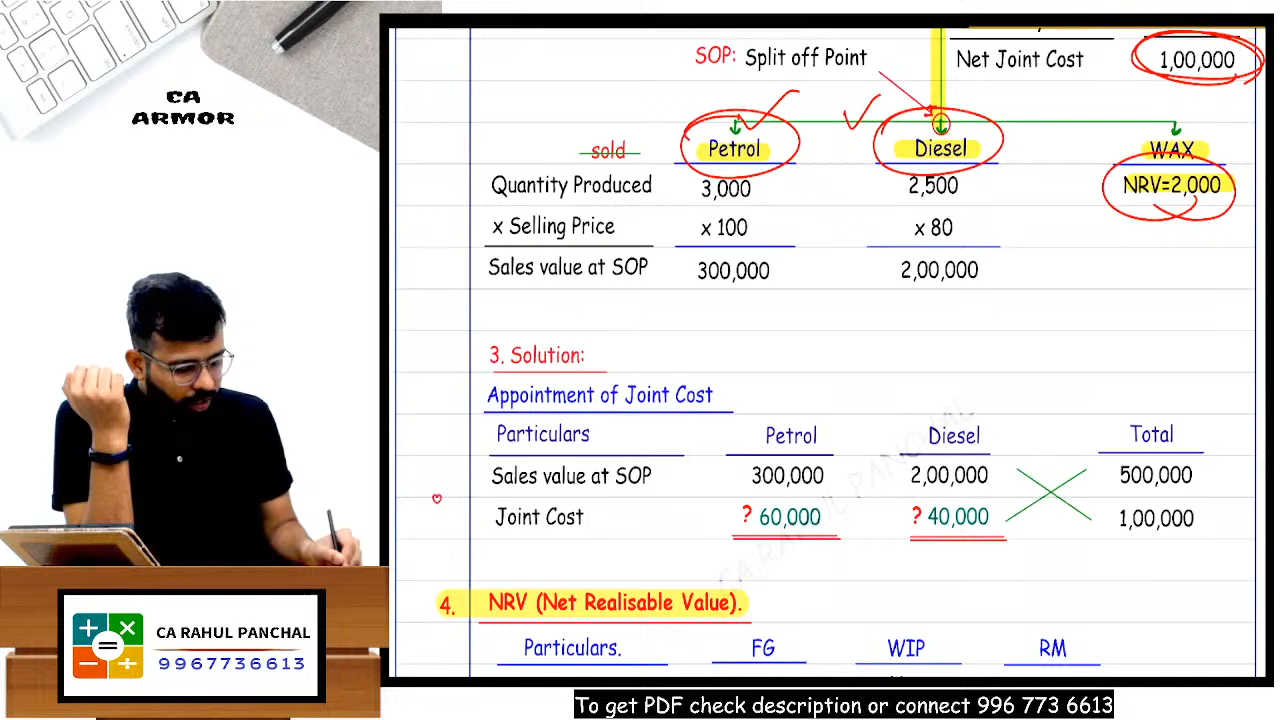 CA
ARMOR
SOP: Split off Point
Net Joint Cost 1,00,000
sold Petrol Diesel WAX
Quantity Produced 3,000 2,500 NRV=2,000
x Selling Price x 100 x 80
Sales value at SOP 300,000 2,00,000
3. Solution:
Appointment of Joint Cost
Particulars Petrol Diesel Total
Sales value at SOP 300,000 2,00,000 500,000
Joint Cost ? 60,000 ? 40,000 1,00,000
CA RAHUL PANCHAL
4. NRV (Net Realisable Value).
Particulars. FG WIP RM
CA RAHUL PANCHAL
9967736613
To get PDF check description or connect 996 773 6613